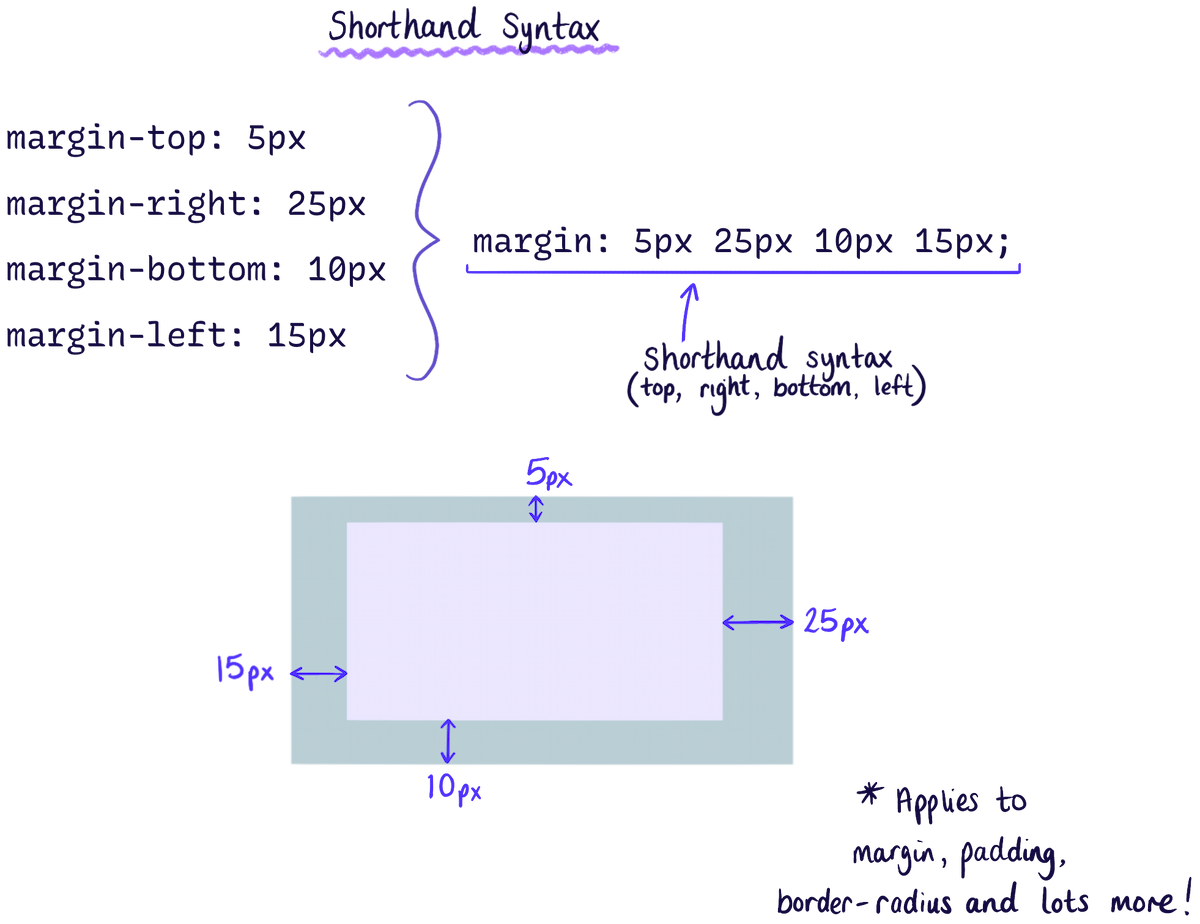 Shorthand Syntax
margin-top: 5px
margin-right: 25px
margin-bottom: 10px
margin-left: 15px
margin: 5px 25px 10px 15px;
Shorthand syntax
(top, right, bottom, left)
5px
25px
15px
10px
* Applies to
margin, padding,
border-radius and lots more!